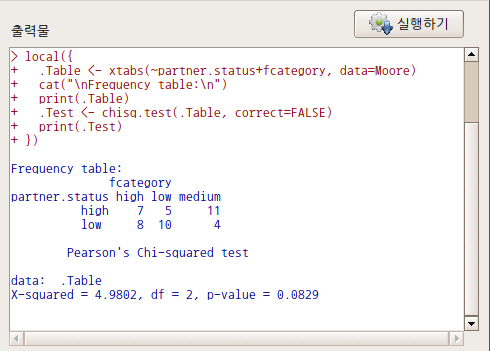 실행하기
출력물
> local({
+   .Table <- xtabs(~partner.status+fcategory, data=Moore)
+   cat("\nFrequency table:\n")
+   print(.Table)
+   .Test <- chisq.test(.Table, correct=FALSE)
+   print(.Test)
+ })

Frequency table:
              fcategory
partner.status high low medium
          high    7   5     11
          low     8  10      4

        Pearson's Chi-squared test

data:  .Table
X-squared = 4.9802, df = 2, p-value = 0.0829